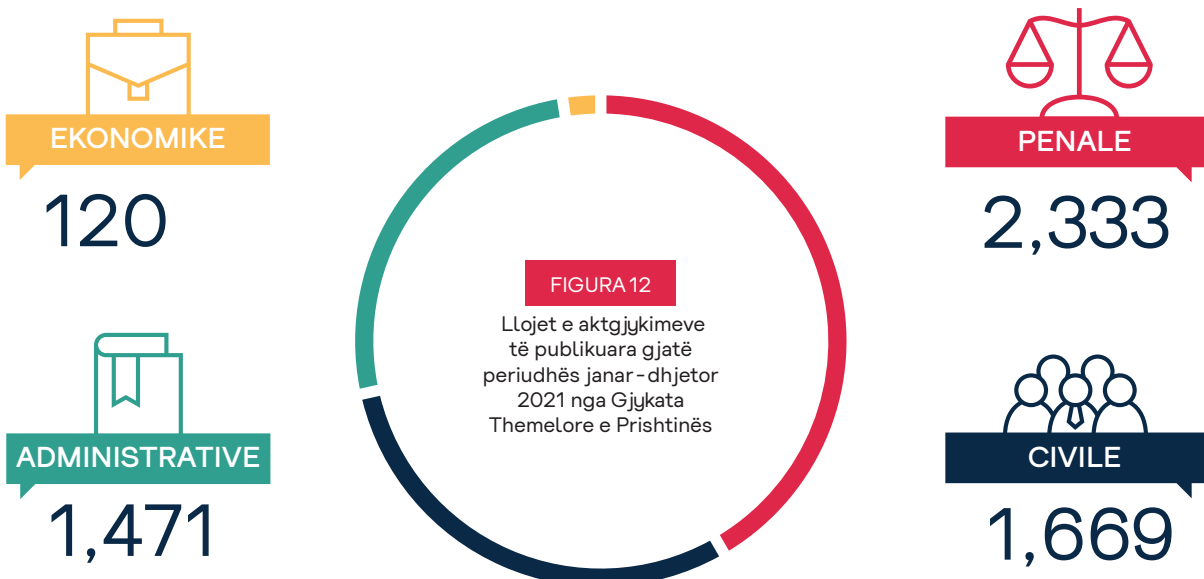 EKONOMIKE
120
PENALE
2,333
FIGURA 12
Llojet e aktgjykimeve
të publikuara gjatë
periudhës janar-dhjetor
2021 nga Gjykata
Themelore e Prishtinës
ADMINISTRATIVE
1,471
CIVILE
1,669